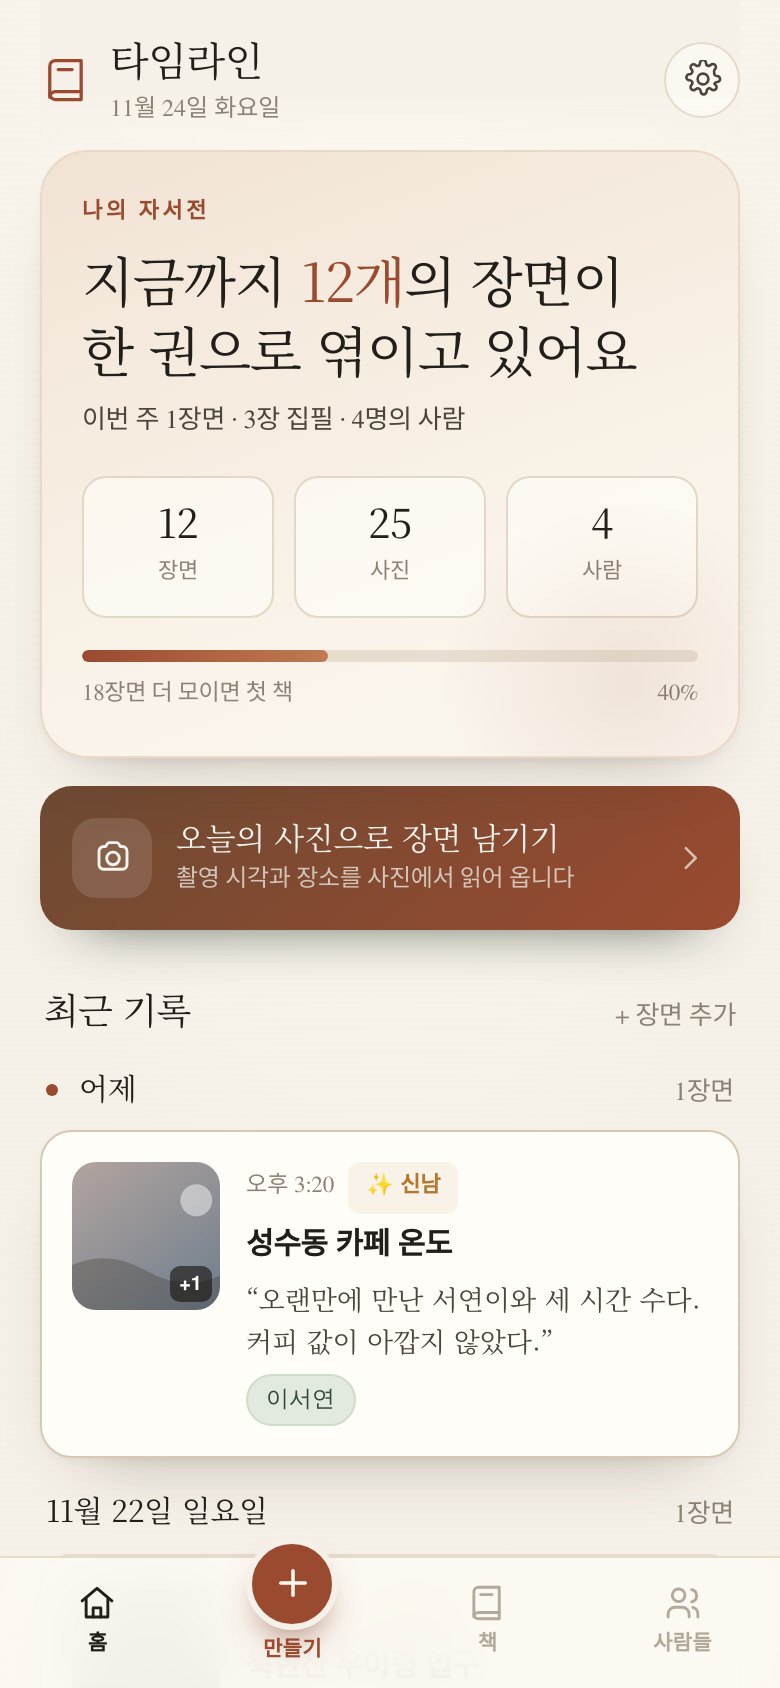 타임라인
11월 24일 화요일
나의 자서전
지금까지 12개의 장면이
한 권으로 엮이고 있어요
이번 주 1장면 · 3장 집필 · 4명의 사람
12
장면
25
사진
4
사람
18장면 더 모이면 첫 책
40%
오늘의 사진으로 장면 남기기
촬영 시각과 장소를 사진에서 읽어 옵니다
최근 기록
+ 장면 추가
어제
1장면
+1
오후 3:20
✨ 신남
성수동 카페 온도
“오랜만에 만난 서연이와 세 시간 수다.
커피 값이 아깝지 않았다.”
이서연
11월 22일 일요일
1장면
북한산 우이령 입구
홈
만들기
책
사람들